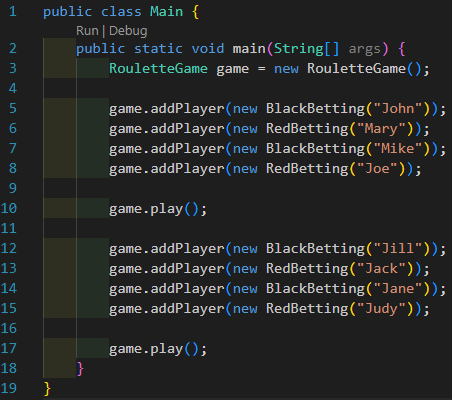 1 public class Main {
Run | Debug
2 public static void main(String[] args) {
3 RouletteGame game = new RouletteGame();
4
5 game.addPlayer(new BlackBetting("John"));
6 game.addPlayer(new RedBetting("Mary"));
7 game.addPlayer(new BlackBetting("Mike"));
8 game.addPlayer(new RedBetting("Joe"));
9
10 game.play();
11
12 game.addPlayer(new BlackBetting("Jill"));
13 game.addPlayer(new RedBetting("Jack"));
14 game.addPlayer(new BlackBetting("Jane"));
15 game.addPlayer(new RedBetting("Judy"));
16
17 game.play();
18 }
19 }